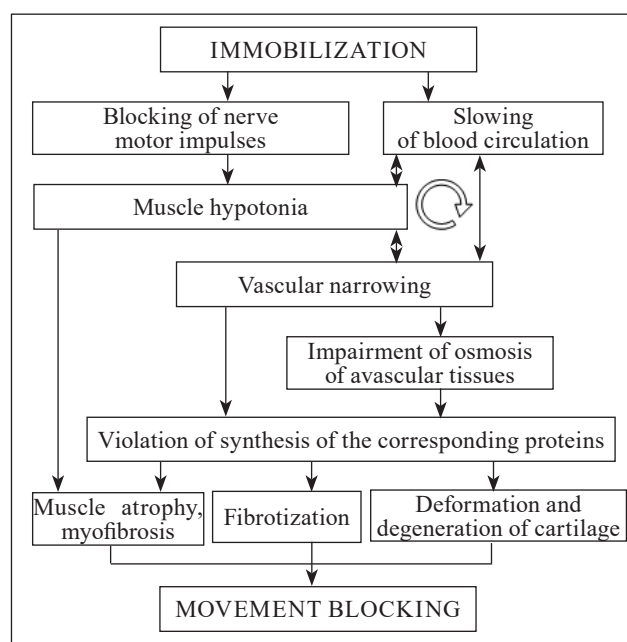 IMMOBILIZATION
Blocking of nerve
motor impulses
Slowing
of blood circulation
Muscle hypotonia
Vascular narrowing
Impairment of osmosis
of avascular tissues
Violation of synthesis of the corresponding proteins
Muscle atrophy,
myofibrosis
Fibrotization
Deformation and
degeneration of cartilage
MOVEMENT BLOCKING